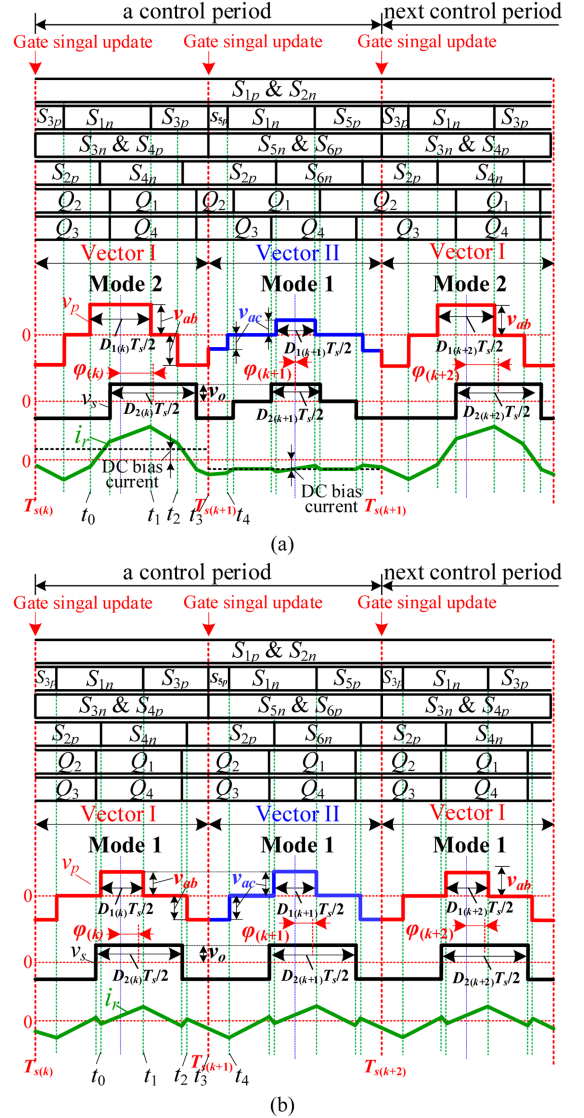 a control period next control period
Gate singal update Gate singal update Gate singal update
S1p & S2n
S3p S1n S3p S5p S1n S5p S3p S1n S3p
S3n & S4p S5n & S6p S3n & S4p
S2p S4n S2p S6n S2p S4n
Q2 Q1 Q2 Q1 Q2 Q1
Q3 Q4 Q3 Q4 Q3 Q4
Vector I Vector II Vector I
Mode 2 Mode 1 Mode 2
vp vab vac vab
0
D1(k)Ts/2 D1(k+1)Ts/2 D1(k+2)Ts/2
φ(k) φ(k+1) φ(k+2)
0
vs D2(k)Ts/2 vo D2(k+1)Ts/2 D2(k+2)Ts/2
ir
0
DC bias current DC bias current
Ts(k) t0 t1 t2 t3 Ts(k+1) t4 Ts(k+1)
(a)
a control period next control period
Gate singal update Gate singal update Gate singal update
S1p & S2n
S3p S1n S3p S5p S1n S5p S3p S1n S3p
S3n & S4p S5n & S6p S3n & S4p
S2p S4n S2p S6n S2p S4n
Q2 Q1 Q2 Q1 Q2 Q1
Q3 Q4 Q3 Q4 Q3 Q4
Vector I Vector II Vector I
Mode 1 Mode 1 Mode 1
vp vab vac vab
0
D1(k)Ts/2 D1(k+1)Ts/2 D1(k+2)Ts/2
φ(k) φ(k+1) φ(k+2)
vs vo
0
D2(k)Ts/2 D2(k+1)Ts/2 D2(k+2)Ts/2
ir
0
Ts(k) t0 t1 t2 t3 Ts(k+1) t4 Ts(k+2)
(b)